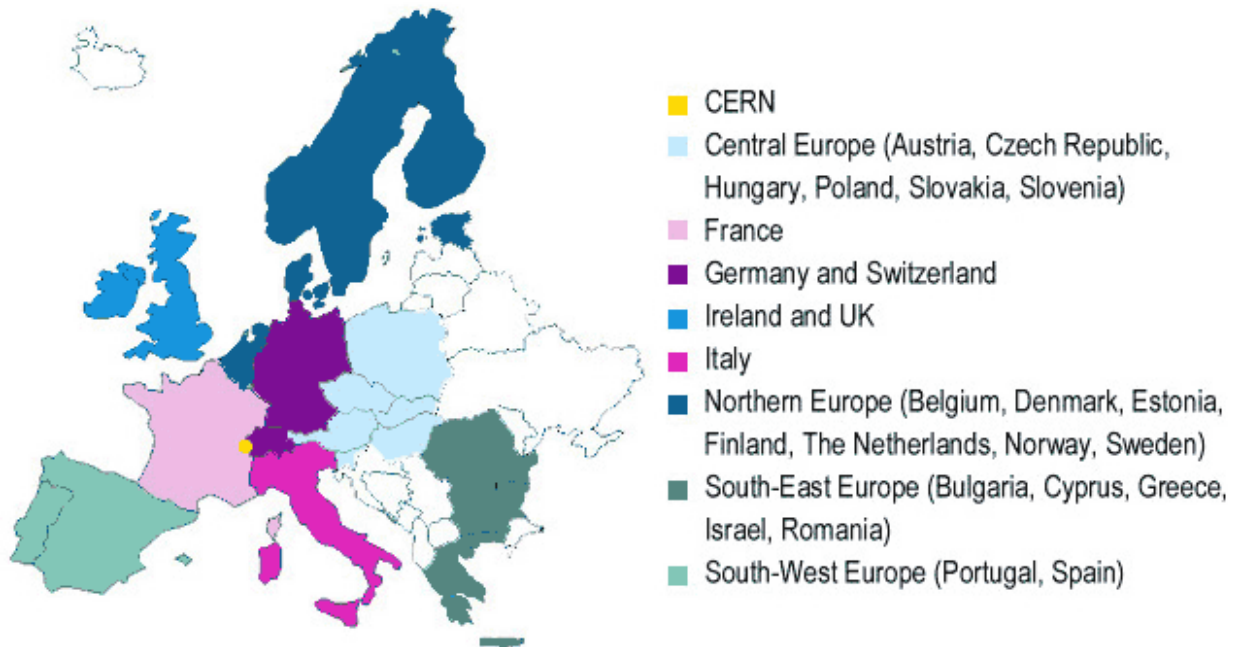 CERN
Central Europe (Austria, Czech Republic,
Hungary, Poland, Slovakia, Slovenia)
France
Germany and Switzerland
Ireland and UK
Italy
Northern Europe (Belgium, Denmark, Estonia,
Finland, The Netherlands, Norway, Sweden)
South-East Europe (Bulgaria, Cyprus, Greece,
Israel, Romania)
South-West Europe (Portugal, Spain)